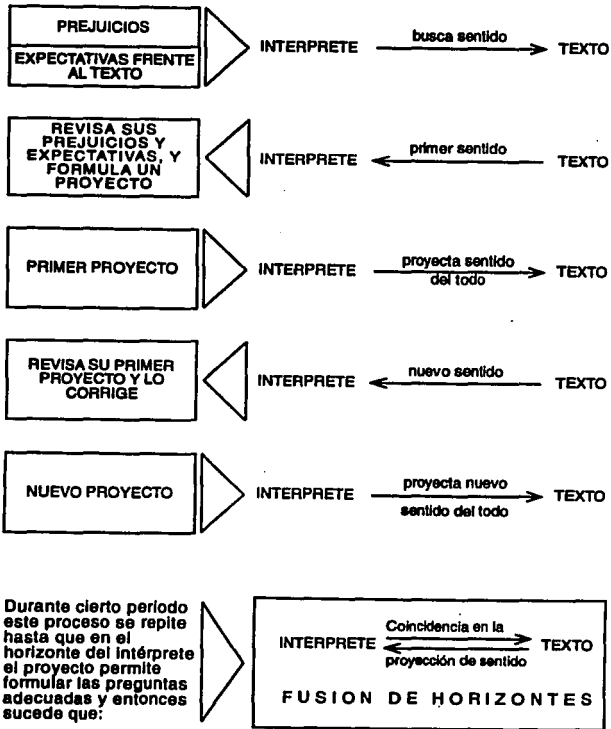 PREJUICIOS
EXPECTATIVAS FRENTE
AL TEXTO
INTERPRETE
busca sentido
TEXTO
REVISA SUS
PREJUICIOS Y
EXPECTATIVAS, Y
FORMULA UN
PROYECTO
INTERPRETE
primer sentido
TEXTO
PRIMER PROYECTO
INTERPRETE
proyecta sentido
del todo
TEXTO
REVISA SU PRIMER
PROYECTO Y LO
CORRIGE
INTERPRETE
nuevo sentido
TEXTO
NUEVO PROYECTO
INTERPRETE
proyecta nuevo
sentido del todo
TEXTO
Durante cierto período
este proceso se repite
hasta que en el
horizonte del intérprete
el proyecto permite
formular las preguntas
adecuadas y entonces
sucede que:
INTERPRETE
Coincidencia en la
proyección de sentido
TEXTO
FUSION DE HORIZONTES